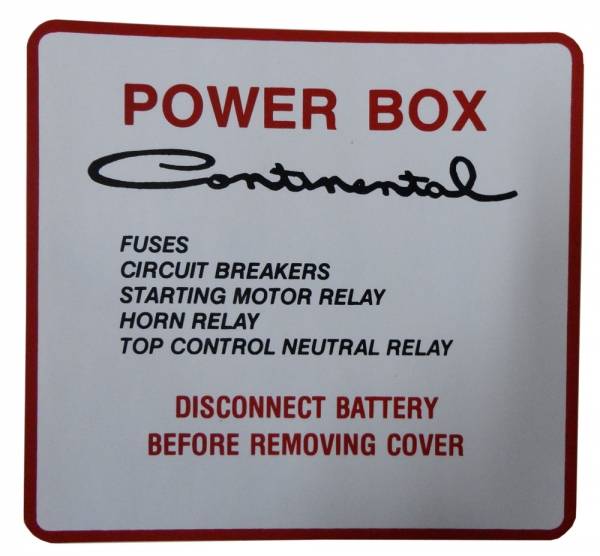 POWER BOX
Continental
FUSES
CIRCUIT BREAKERS
STARTING MOTOR RELAY
HORN RELAY
TOP CONTROL NEUTRAL RELAY
DISCONNECT BATTERY
BEFORE REMOVING COVER